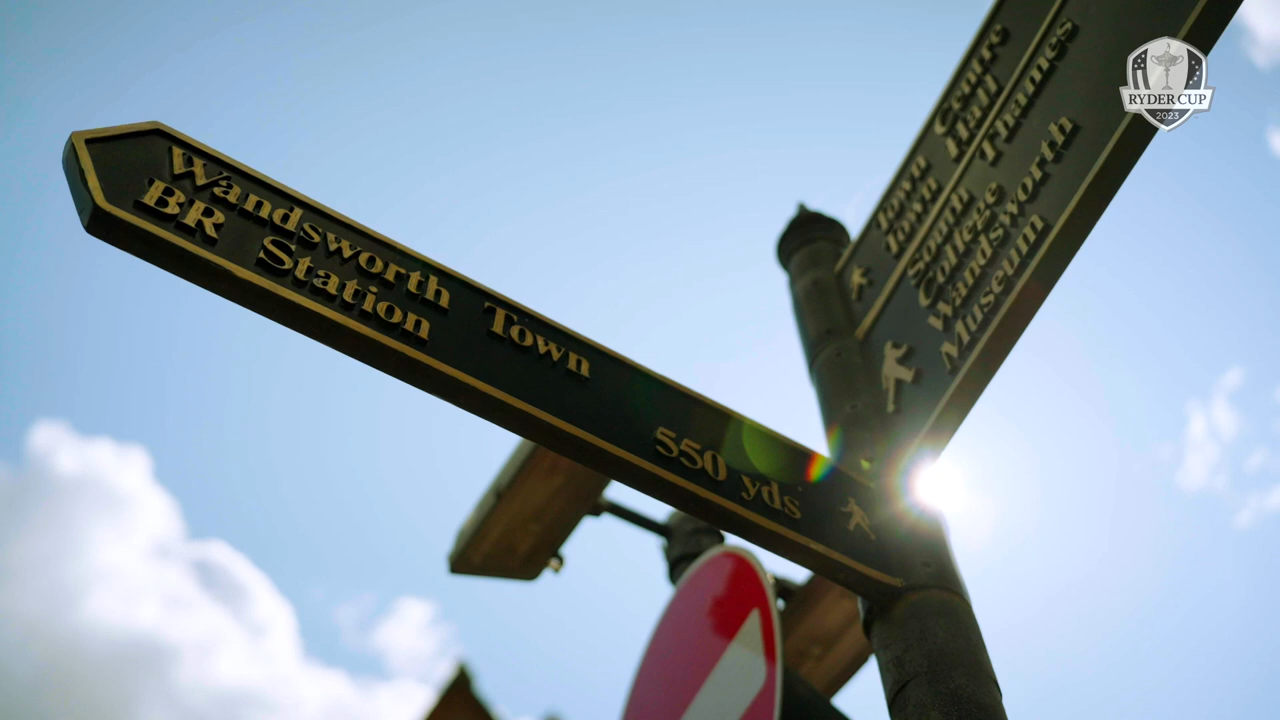 Wandsworth Town
BR Station
550 yds
Town Centre
Town Hall
South Thames
College
Wandsworth
Museum
RYDER CUP
2023